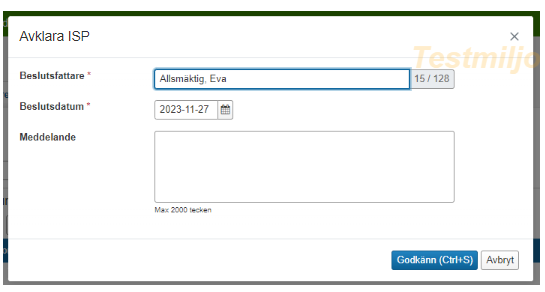 Avklara ISP
×
Testmiljö
Beslutsfattare *
Allsmäktig, Eva
15 / 128
Beslutsdatum *
2023-11-27
Meddelande
Max 2000 tecken
Godkänn (Ctrl+S)
Avbryt